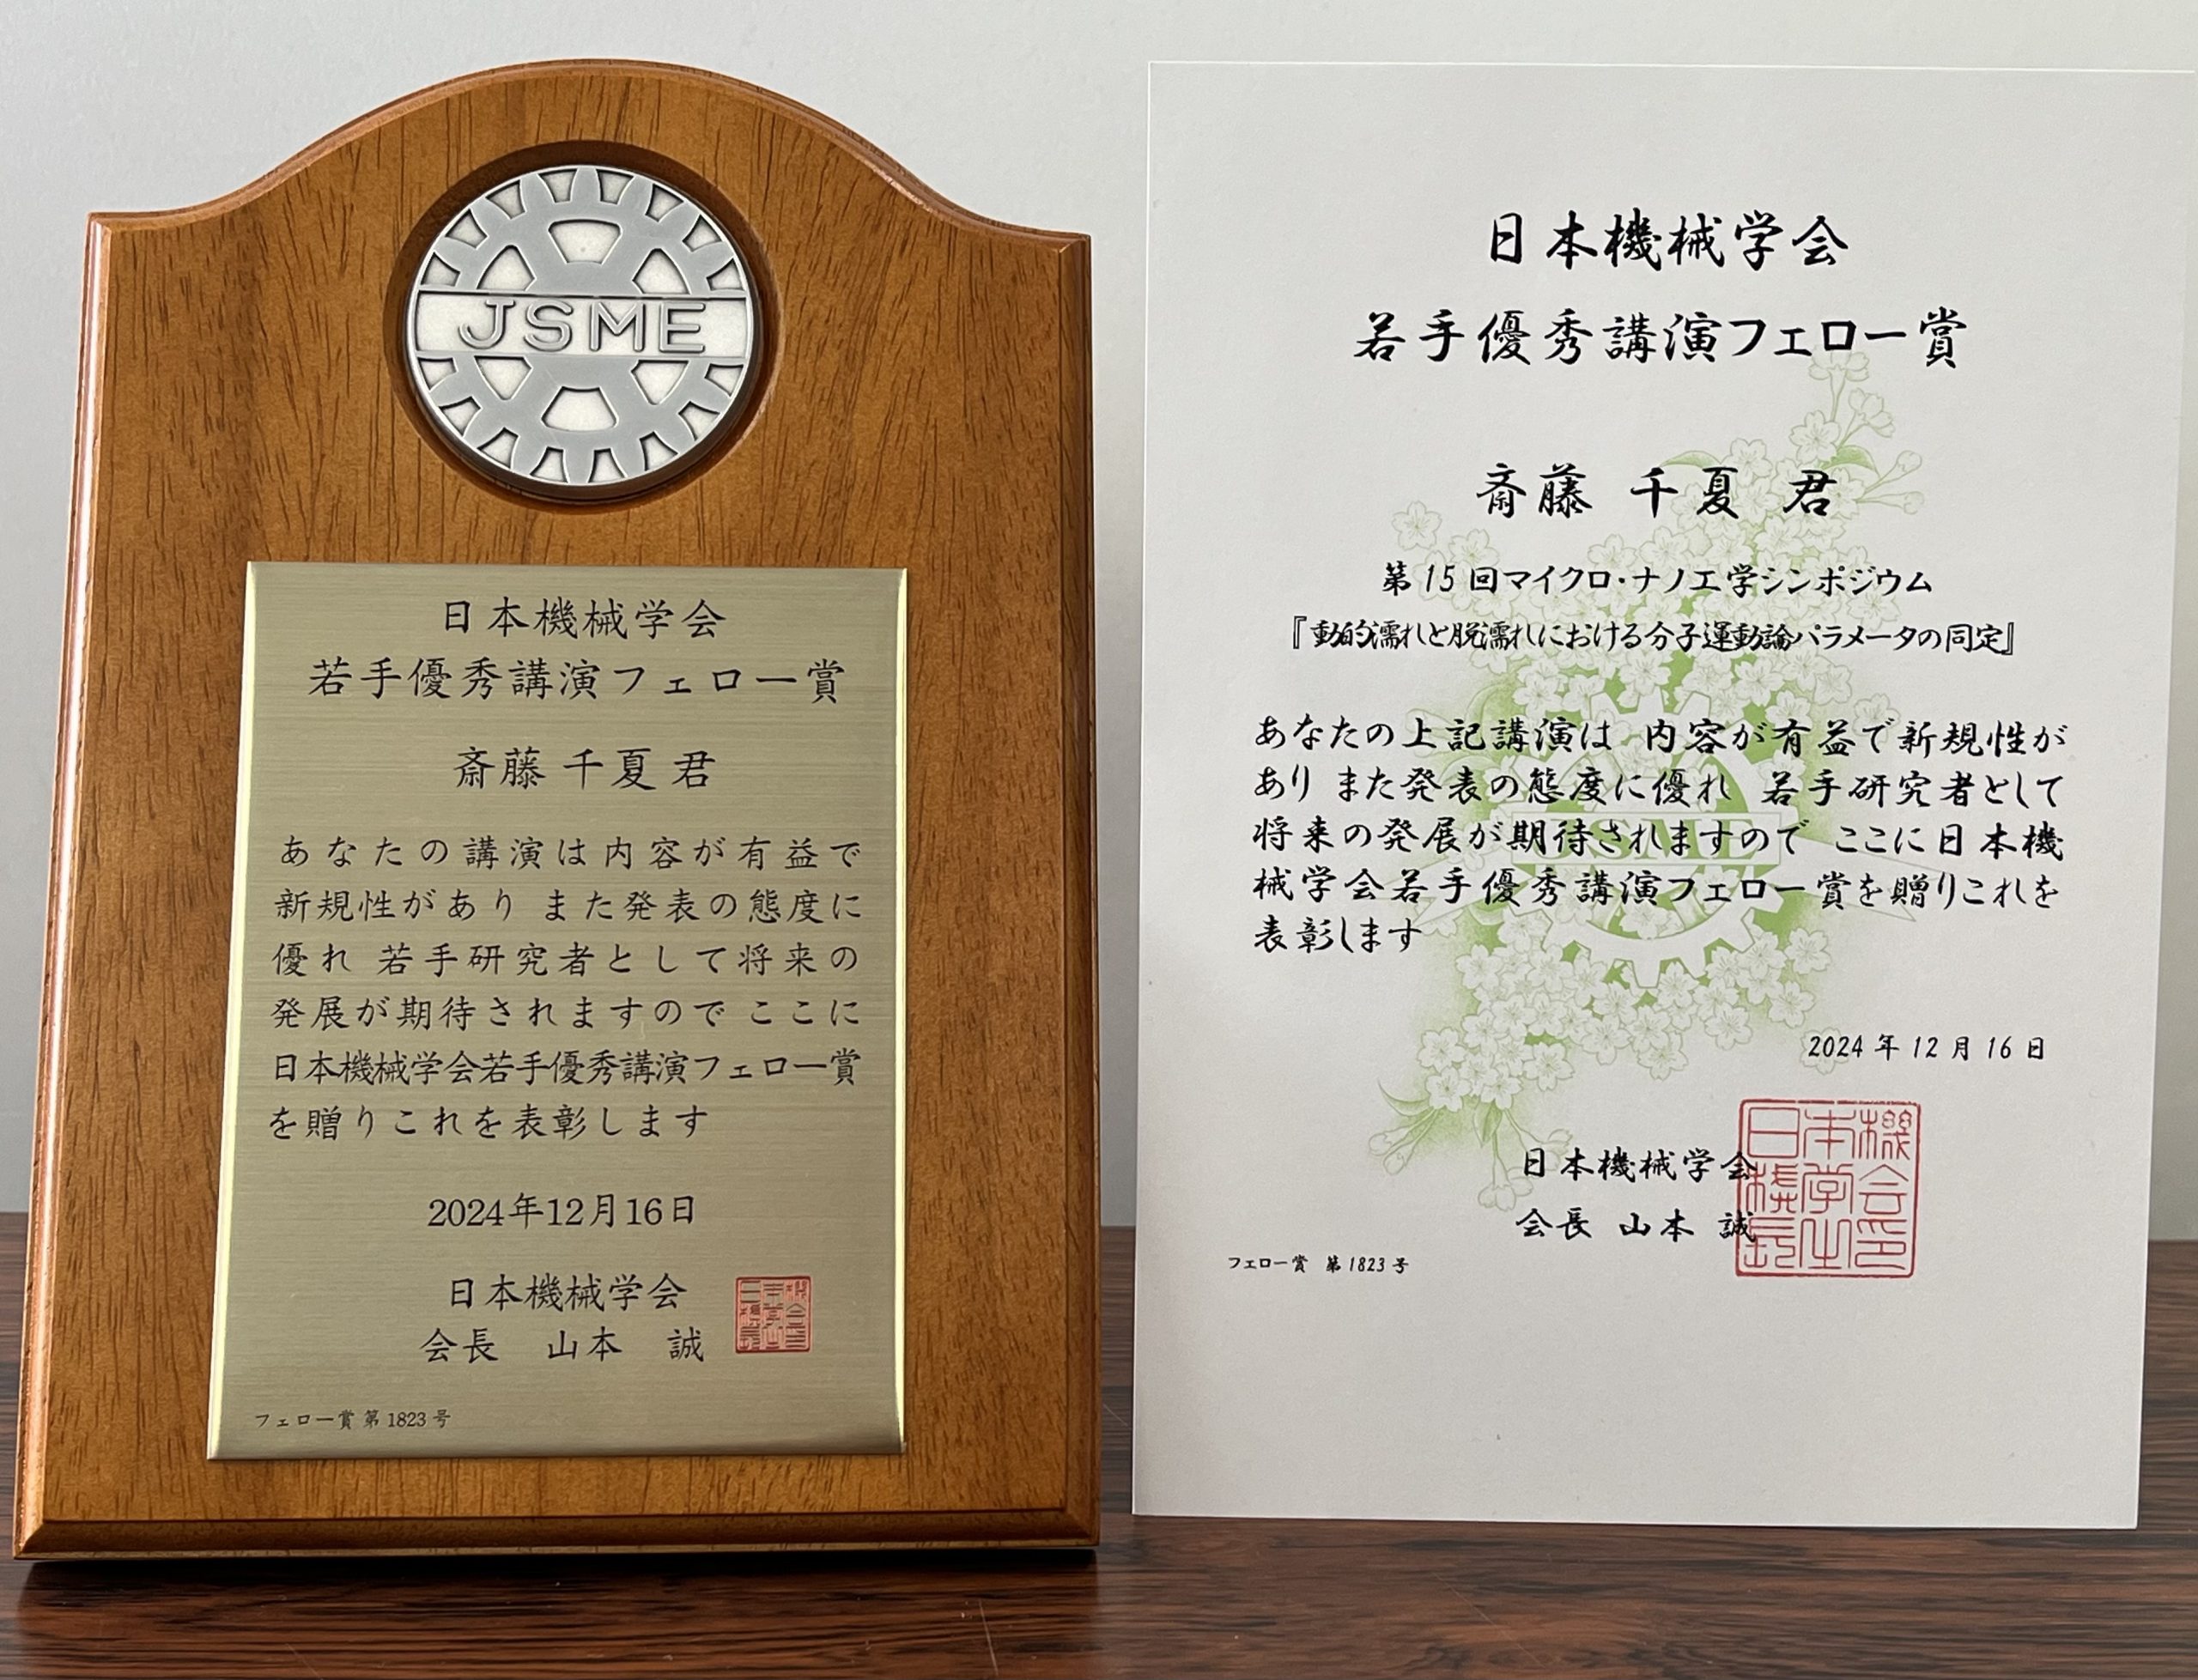 JSME
日本機械学会
若手優秀講演フェロー賞
斎藤 千夏 君
あなたの講演は内容が有益で
新規性があり また発表の態度に
優れ 若手研究者として将来の
発展が期待されますので ここに
日本機械学会若手優秀講演フェロー賞
を贈りこれを表彰します
2024年12月16日
日本機械学会
会長 山本 誠
フェロー賞 第1823号
日本機械学会
若手優秀講演フェロー賞
斎藤 千夏 君
第15回マイクロ・ナノ工学シンポジウム
『動的濡れと脱濡れにおける分子運動論パラメータの同定』
あなたの上記講演は 内容が有益で新規性が
あり また発表の態度に優れ 若手研究者として
将来の発展が期待されますので ここに日本機
械学会若手優秀講演フェロー賞を贈りこれを
表彰します
JSME
2024年12月16日
日本機械学会
会長 山本 誠
日本機
械学会
長之印
フェロー賞 第1823号